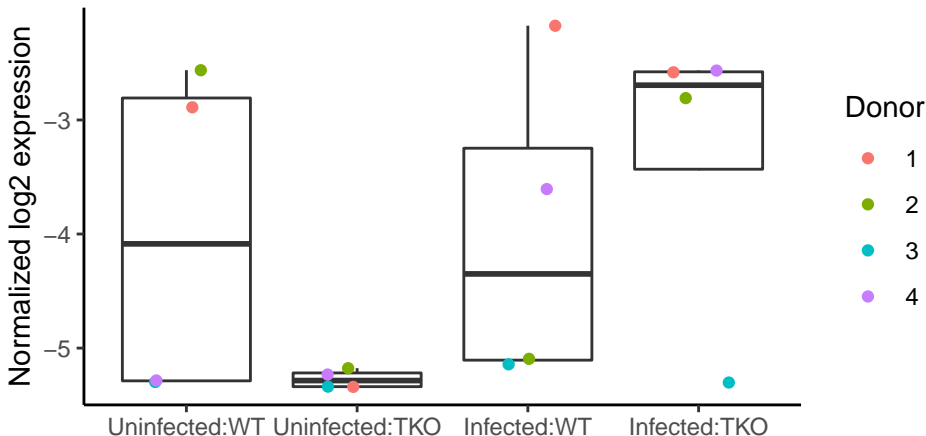 Normalized log2 expression
−3
−4
−5
Uninfected:WT
Uninfected:TKO
Infected:WT
Infected:TKO
Donor
1
2
3
4